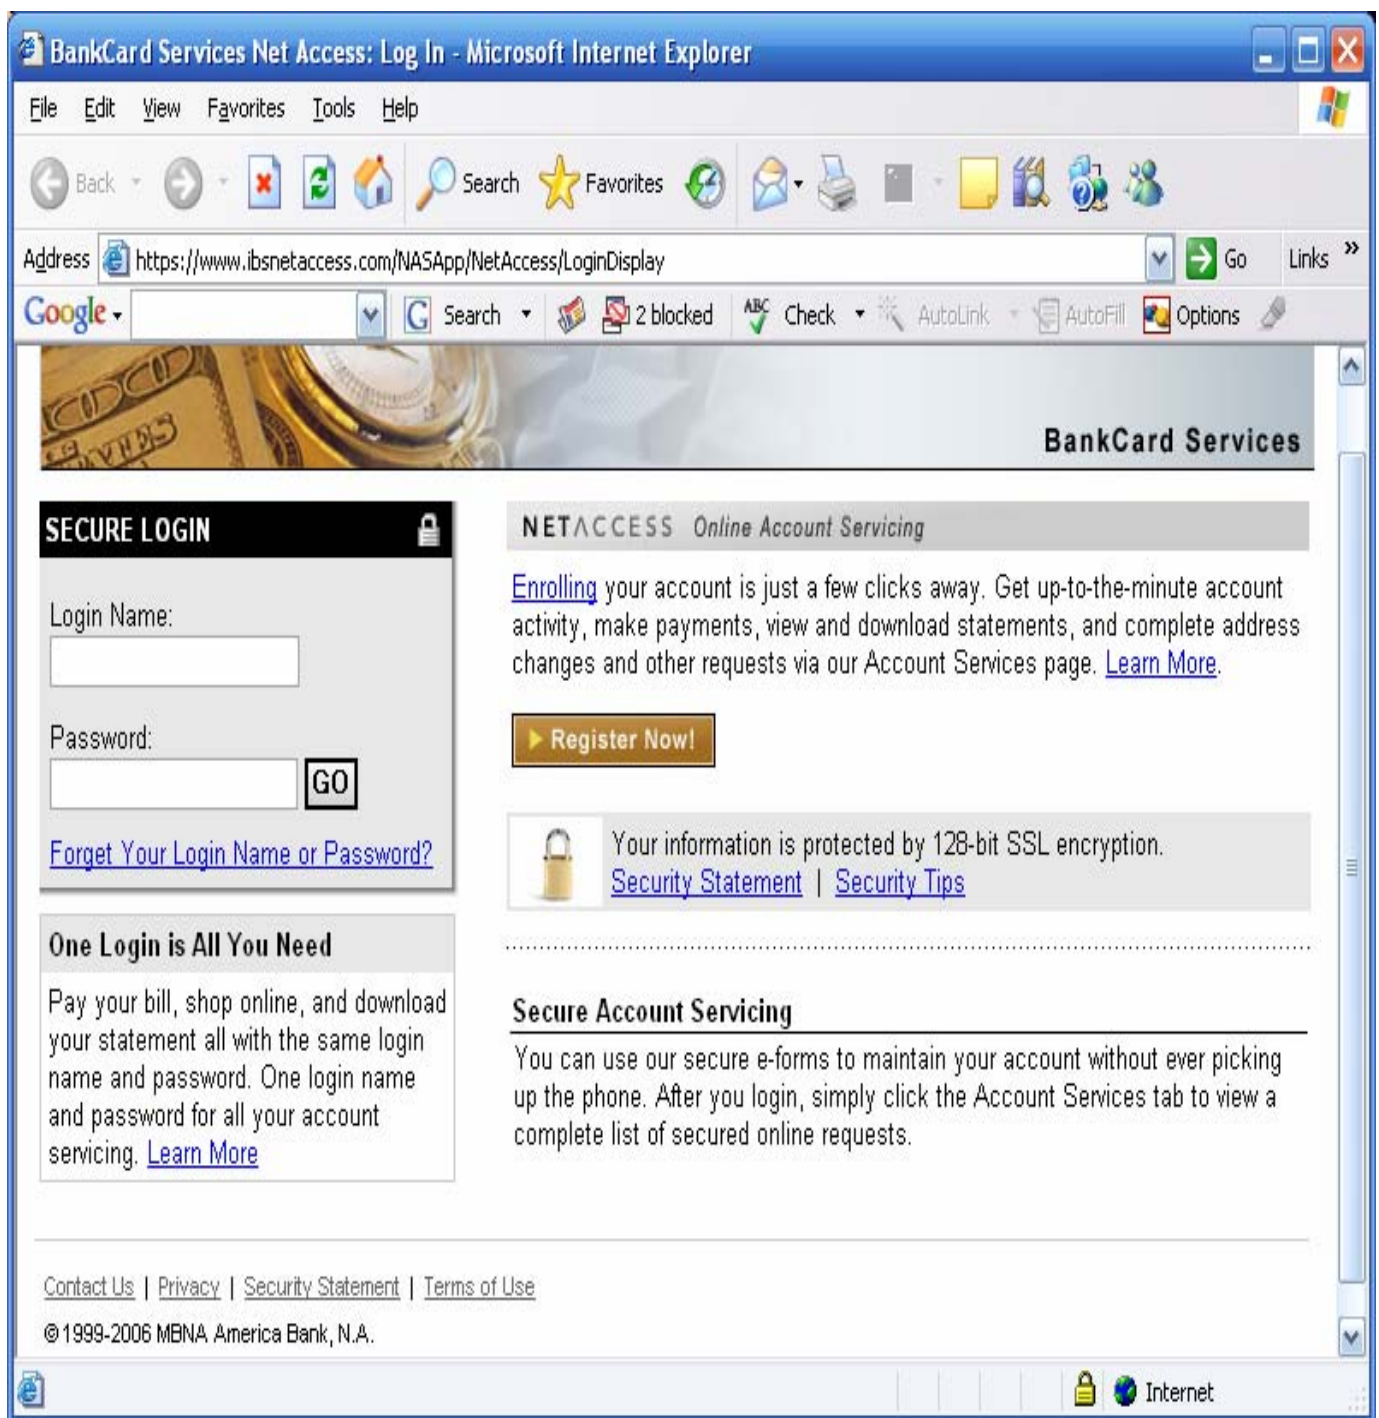 BankCard Services Net Access: Log In - Microsoft Internet Explorer
File Edit View Favorites Tools Help
Back Search Favorites
Address https://www.ibsnetaccess.com/NASApp/NetAccess/LoginDisplay Go Links »
Google G Search 2 blocked ABC Check AutoLink AutoFill Options
BankCard Services
SECURE LOGIN
Login Name:
Password:
GO
Forget Your Login Name or Password?
One Login is All You Need
Pay your bill, shop online, and download
your statement all with the same login
name and password. One login name
and password for all your account
servicing. Learn More
NETACCESS Online Account Servicing
Enrolling your account is just a few clicks away. Get up-to-the-minute account
activity, make payments, view and download statements, and complete address
changes and other requests via our Account Services page. Learn More.
Register Now!
Your information is protected by 128-bit SSL encryption.
Security Statement | Security Tips
Secure Account Servicing
You can use our secure e-forms to maintain your account without ever picking
up the phone. After you login, simply click the Account Services tab to view a
complete list of secured online requests.
Contact Us | Privacy | Security Statement | Terms of Use
© 1999-2006 MBNA America Bank, N.A.
Internet